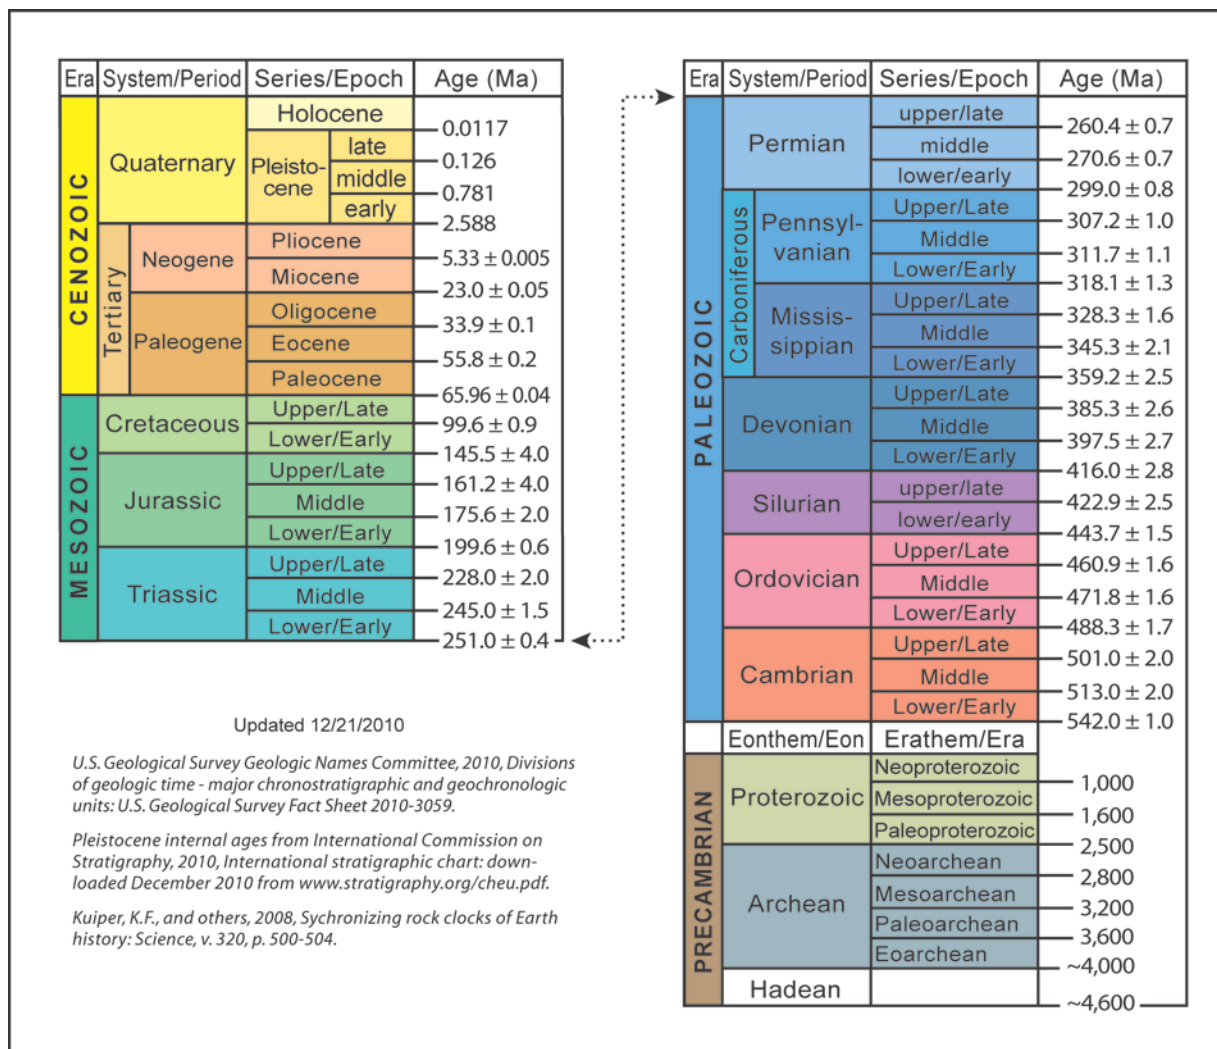 Era System/Period Series/Epoch Age (Ma)
CENOZOIC
Quaternary
Holocene
0.0117
Pleisto-
cene
late
0.126
middle
0.781
early
2.588
Tertiary
Neogene
Pliocene
5.33 ± 0.005
Miocene
23.0 ± 0.05
Paleogene
Oligocene
33.9 ± 0.1
Eocene
55.8 ± 0.2
Paleocene
65.96 ± 0.04
MESOZOIC
Cretaceous
Upper/Late
99.6 ± 0.9
Lower/Early
145.5 ± 4.0
Jurassic
Upper/Late
161.2 ± 4.0
Middle
175.6 ± 2.0
Lower/Early
199.6 ± 0.6
Triassic
Upper/Late
228.0 ± 2.0
Middle
245.0 ± 1.5
Lower/Early
251.0 ± 0.4
Updated 12/21/2010
U.S. Geological Survey Geologic Names Committee, 2010, Divisions
of geologic time - major chronostratigraphic and geochronologic
units: U.S. Geological Survey Fact Sheet 2010-3059.
Pleistocene internal ages from International Commission on
Stratigraphy, 2010, International stratigraphic chart: down-
loaded December 2010 from www.stratigraphy.org/cheu.pdf.
Kuiper, K.F., and others, 2008, Sychronizing rock clocks of Earth
history: Science, v. 320, p. 500-504.
Era System/Period Series/Epoch Age (Ma)
PALEOZOIC
Permian
upper/late
260.4 ± 0.7
middle
270.6 ± 0.7
lower/early
299.0 ± 0.8
Carboniferous
Pennsyl-
vanian
Upper/Late
307.2 ± 1.0
Middle
311.7 ± 1.1
Lower/Early
318.1 ± 1.3
Missis-
sippian
Upper/Late
328.3 ± 1.6
Middle
345.3 ± 2.1
Lower/Early
359.2 ± 2.5
Devonian
Upper/Late
385.3 ± 2.6
Middle
397.5 ± 2.7
Lower/Early
416.0 ± 2.8
Silurian
upper/late
422.9 ± 2.5
lower/early
443.7 ± 1.5
Ordovician
Upper/Late
460.9 ± 1.6
Middle
471.8 ± 1.6
Lower/Early
488.3 ± 1.7
Cambrian
Upper/Late
501.0 ± 2.0
Middle
513.0 ± 2.0
Lower/Early
542.0 ± 1.0
Eonthem/Eon Erathem/Era
PRECAMBRIAN
Proterozoic
Neoproterozoic
1,000
Mesoproterozoic
1,600
Paleoproterozoic
2,500
Archean
Neoarchean
2,800
Mesoarchean
3,200
Paleoarchean
3,600
Eoarchean
~4,000
Hadean
~4,600